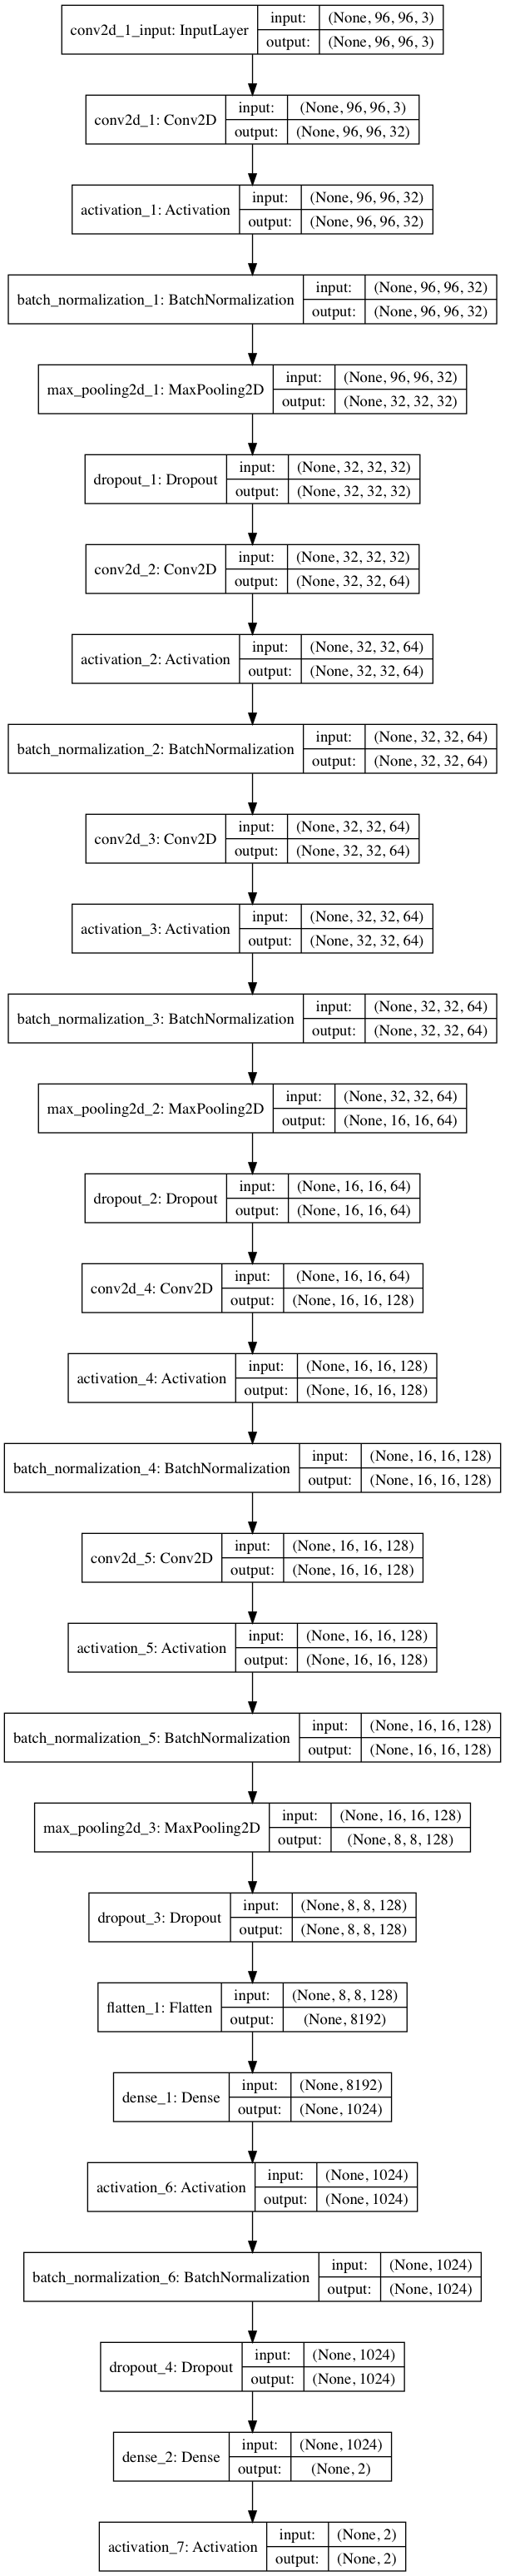 conv2d_1_input: InputLayer
input: (None, 96, 96, 3)
output: (None, 96, 96, 3)
conv2d_1: Conv2D
input: (None, 96, 96, 3)
output: (None, 96, 96, 32)
activation_1: Activation
input: (None, 96, 96, 32)
output: (None, 96, 96, 32)
batch_normalization_1: BatchNormalization
input: (None, 96, 96, 32)
output: (None, 96, 96, 32)
max_pooling2d_1: MaxPooling2D
input: (None, 96, 96, 32)
output: (None, 32, 32, 32)
dropout_1: Dropout
input: (None, 32, 32, 32)
output: (None, 32, 32, 32)
conv2d_2: Conv2D
input: (None, 32, 32, 32)
output: (None, 32, 32, 64)
activation_2: Activation
input: (None, 32, 32, 64)
output: (None, 32, 32, 64)
batch_normalization_2: BatchNormalization
input: (None, 32, 32, 64)
output: (None, 32, 32, 64)
conv2d_3: Conv2D
input: (None, 32, 32, 64)
output: (None, 32, 32, 64)
activation_3: Activation
input: (None, 32, 32, 64)
output: (None, 32, 32, 64)
batch_normalization_3: BatchNormalization
input: (None, 32, 32, 64)
output: (None, 32, 32, 64)
max_pooling2d_2: MaxPooling2D
input: (None, 32, 32, 64)
output: (None, 16, 16, 64)
dropout_2: Dropout
input: (None, 16, 16, 64)
output: (None, 16, 16, 64)
conv2d_4: Conv2D
input: (None, 16, 16, 64)
output: (None, 16, 16, 128)
activation_4: Activation
input: (None, 16, 16, 128)
output: (None, 16, 16, 128)
batch_normalization_4: BatchNormalization
input: (None, 16, 16, 128)
output: (None, 16, 16, 128)
conv2d_5: Conv2D
input: (None, 16, 16, 128)
output: (None, 16, 16, 128)
activation_5: Activation
input: (None, 16, 16, 128)
output: (None, 16, 16, 128)
batch_normalization_5: BatchNormalization
input: (None, 16, 16, 128)
output: (None, 16, 16, 128)
max_pooling2d_3: MaxPooling2D
input: (None, 16, 16, 128)
output: (None, 8, 8, 128)
dropout_3: Dropout
input: (None, 8, 8, 128)
output: (None, 8, 8, 128)
flatten_1: Flatten
input: (None, 8, 8, 128)
output: (None, 8192)
dense_1: Dense
input: (None, 8192)
output: (None, 1024)
activation_6: Activation
input: (None, 1024)
output: (None, 1024)
batch_normalization_6: BatchNormalization
input: (None, 1024)
output: (None, 1024)
dropout_4: Dropout
input: (None, 1024)
output: (None, 1024)
dense_2: Dense
input: (None, 1024)
output: (None, 2)
activation_7: Activation
input: (None, 2)
output: (None, 2)